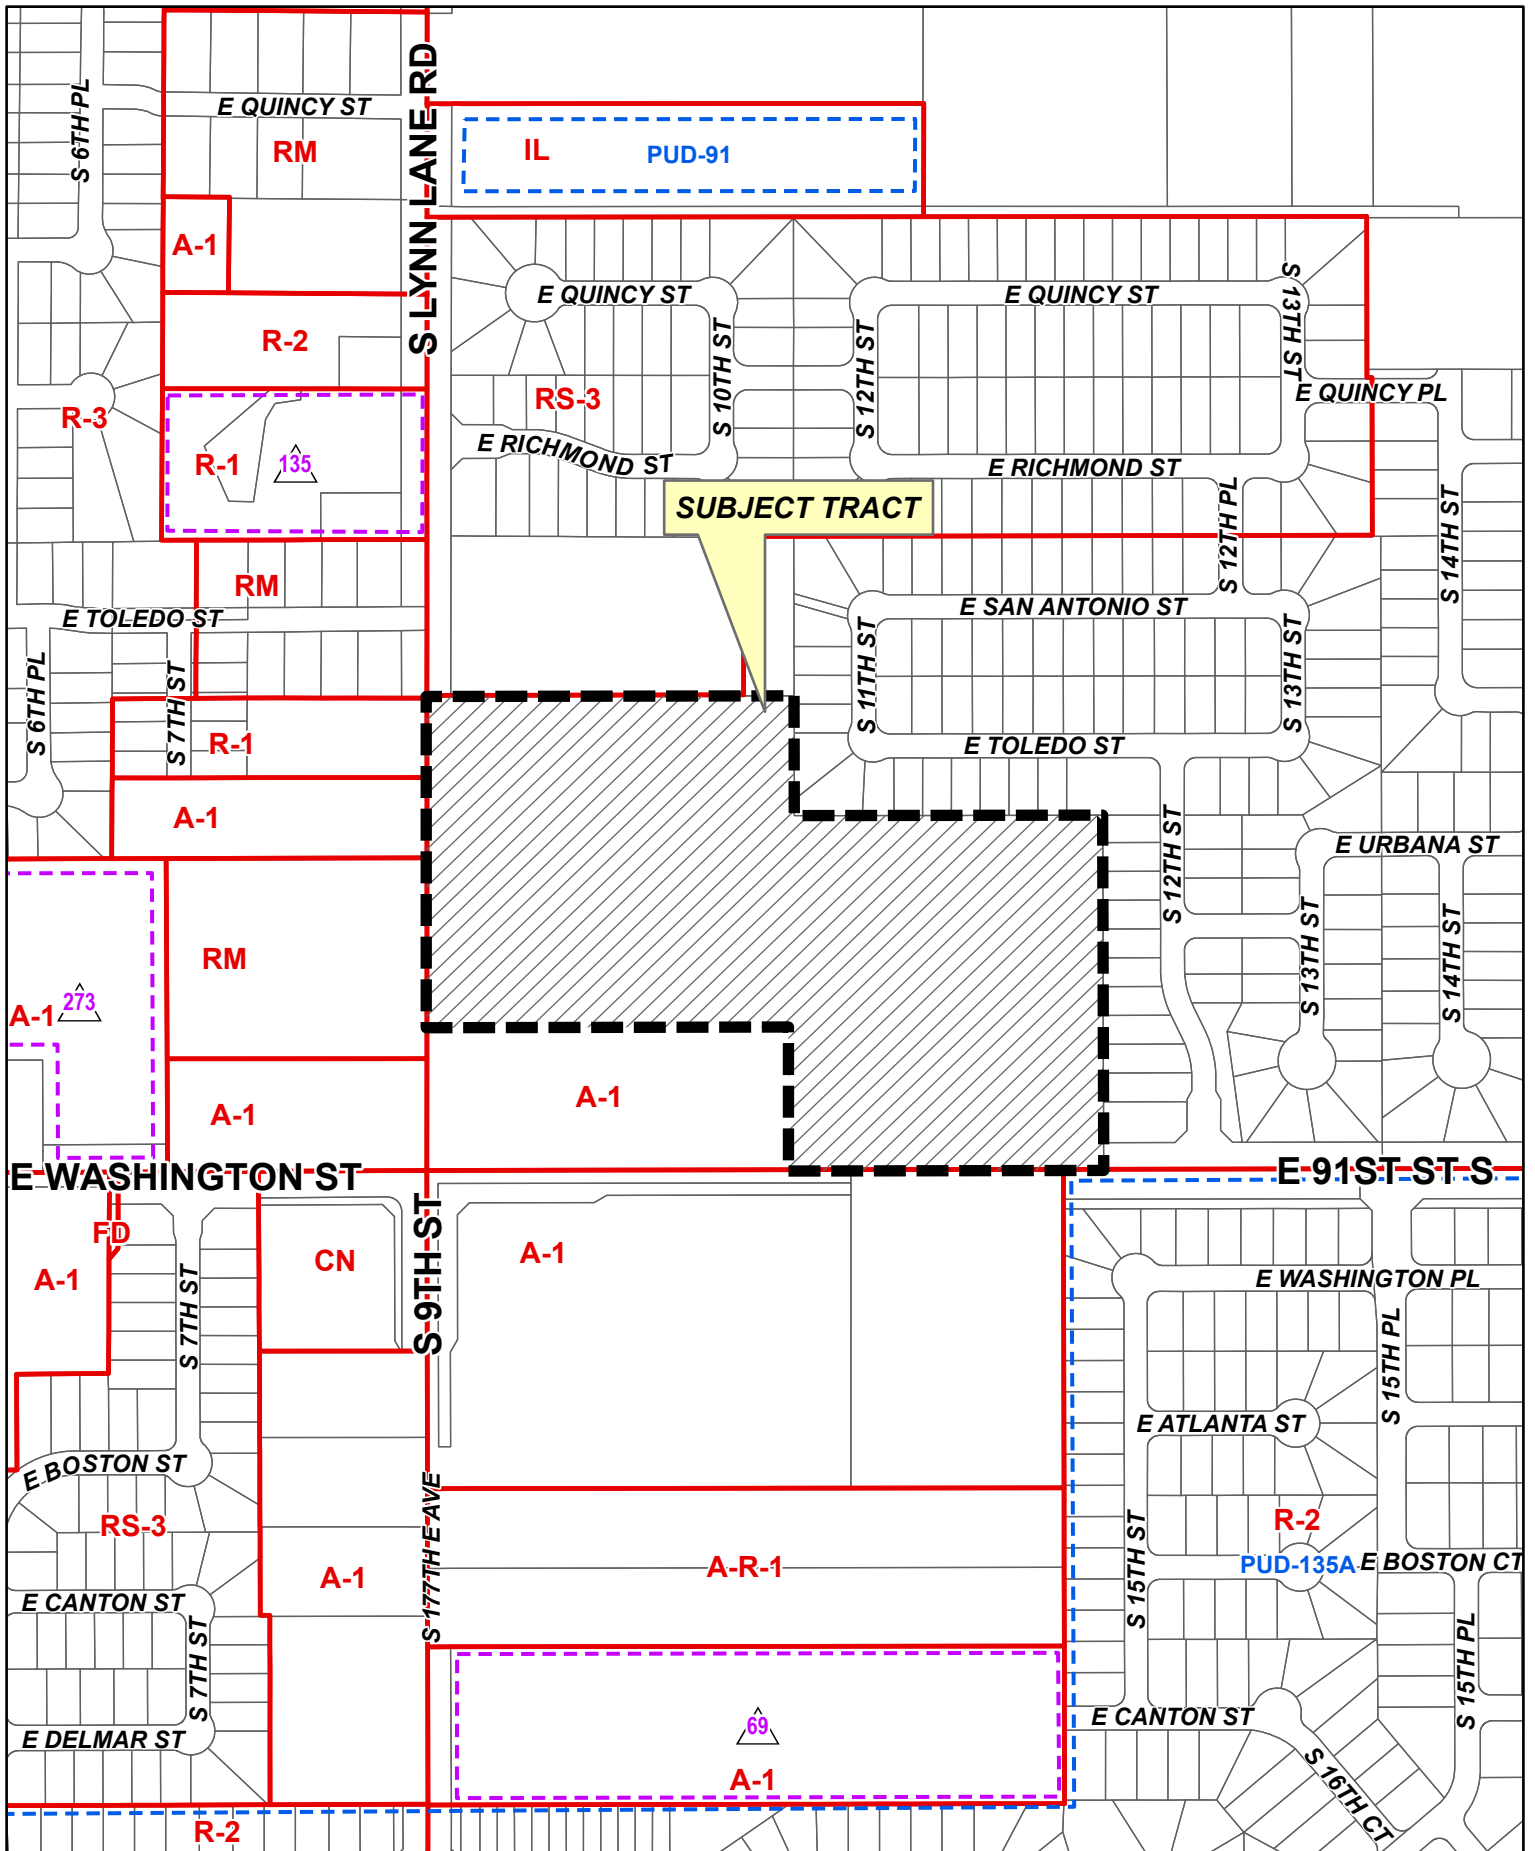 S 6TH PL
E QUINCY ST
RM
S LYNN LANE RD
IL
PUD-91
A-1
R-2
E QUINCY ST
E QUINCY ST
S 13TH ST
S 10TH ST
S 12TH ST
RS-3
E QUINCY PL
R-3
R-1
135
E RICHMOND ST
E RICHMOND ST
SUBJECT TRACT
S 12TH PL
S 14TH ST
RM
E TOLEDO ST
E SAN ANTONIO ST
S 6TH PL
S 7TH ST
S 11TH ST
S 13TH ST
R-1
E TOLEDO ST
A-1
E URBANA ST
S 12TH ST
RM
S 13TH ST
S 14TH ST
A-1
273
A-1
A-1
E WASHINGTON ST
E 91ST ST S
FD
A-1
CN
S 9TH ST
A-1
S 7TH ST
E WASHINGTON PL
S 15TH PL
E ATLANTA ST
E BOSTON ST
RS-3
S 177TH E AVE
R-2
S 15TH ST
A-1
A-R-1
PUD-135A
E BOSTON CT
E CANTON ST
S 7TH ST
S 15TH PL
E DELMAR ST
69
A-1
E CANTON ST
S 16TH CT
R-2